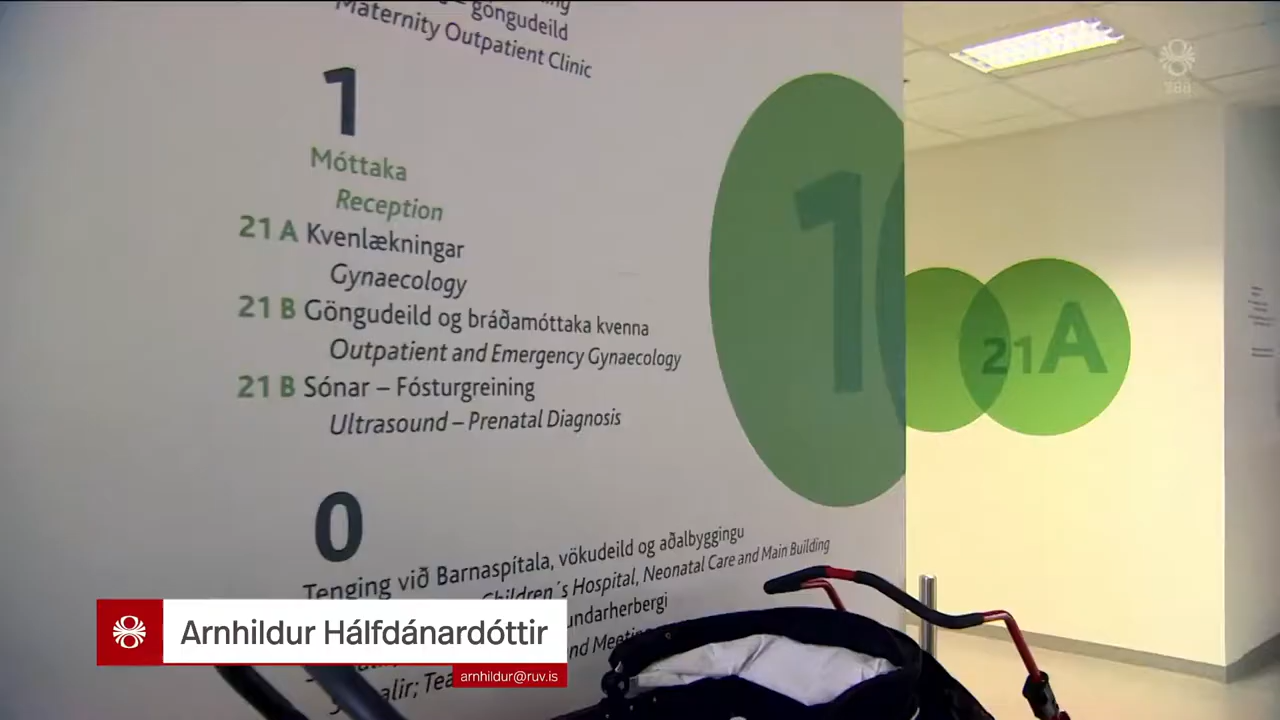 göngudeild
Maternity Outpatient Clinic
1
Móttaka
Reception
21 A Kvenlækningar
Gynaecology
21 B Göngudeild og bráðamóttaka kvenna
Outpatient and Emergency Gynaecology
21 B Sónar – Fósturgreining
Ultrasound – Prenatal Diagnosis
0
Tenging við Barnaspítala, vökudeild og aðalbyggingu
Children´s Hospital, Neonatal Care and Main Building
1
21A
Arnhildur Hálfdánardóttir
arnhildur@ruv.is